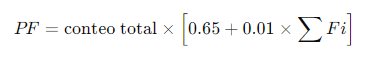 PF = conteo total × [0.65 + 0.01 × ∑ Fi]